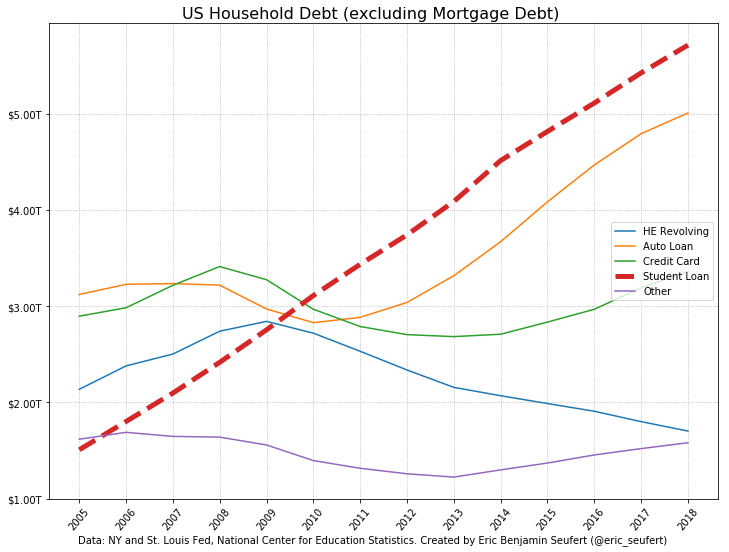 US Household Debt (excluding Mortgage Debt)
$5.00T
$4.00T
$3.00T
$2.00T
$1.00T
HE Revolving
Auto Loan
Credit Card
Student Loan
Other
2005
2006
2007
2008
2009
2010
2011
2012
2013
2014
2015
2016
2017
2018
Data: NY and St. Louis Fed, National Center for Education Statistics. Created by Eric Benjamin Seufert (@eric_seufert)